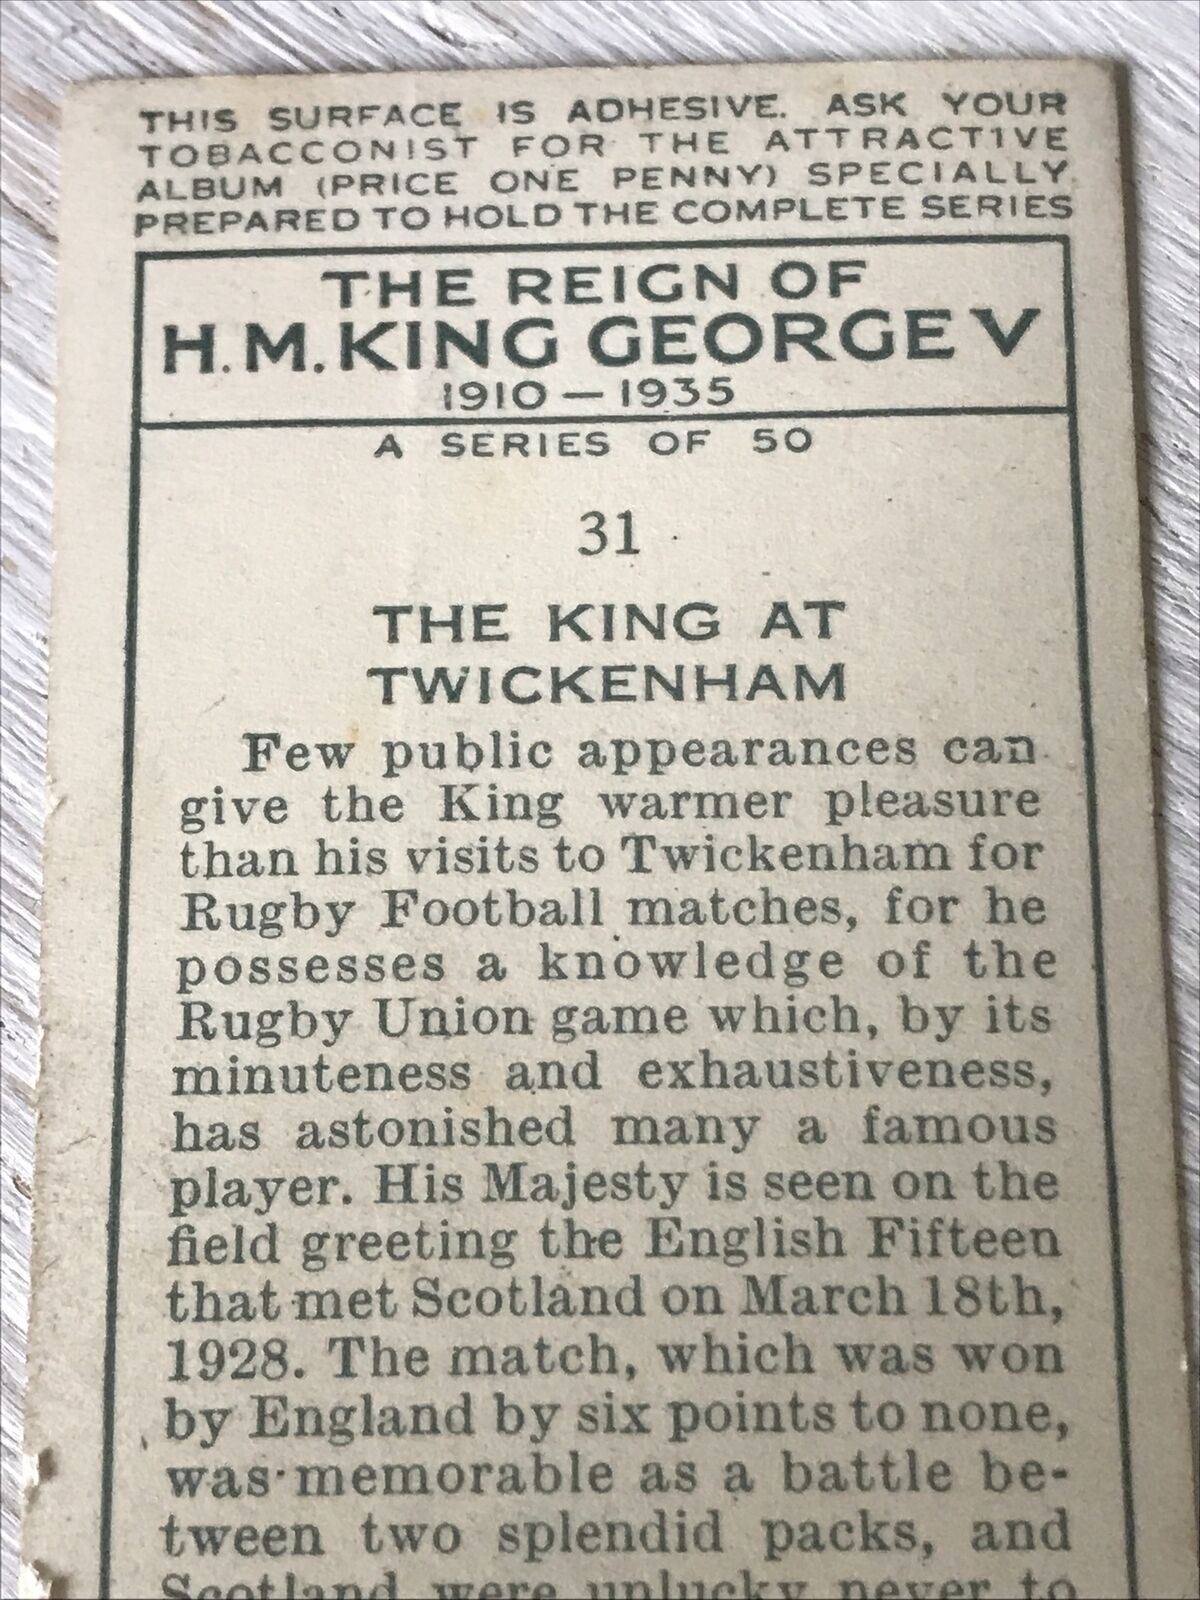 THIS SURFACE IS ADHESIVE. ASK YOUR
TOBACCONIST FOR THE ATTRACTIVE
ALBUM (PRICE ONE PENNY) SPECIALLY
PREPARED TO HOLD THE COMPLETE SERIES
THE REIGN OF
H.M. KING GEORGE V
1910 — 1935
A SERIES OF 50
31
THE KING AT
TWICKENHAM
Few public appearances can
give the King warmer pleasure
than his visits to Twickenham for
Rugby Football matches, for he
possesses a knowledge of the
Rugby Union game which, by its
minuteness and exhaustiveness,
has astonished many a famous
player. His Majesty is seen on the
field greeting the English Fifteen
that met Scotland on March 18th,
1928. The match, which was won
by England by six points to none,
was memorable as a battle be-
tween two splendid packs, and
Scotland were unlucky never to